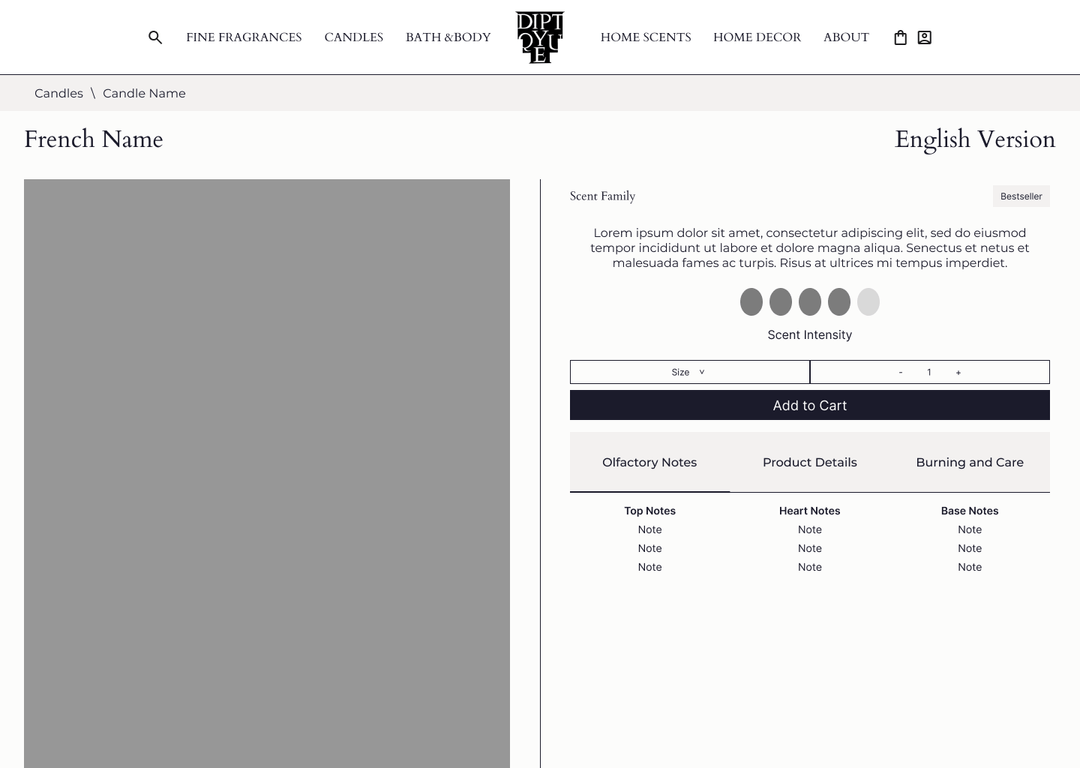 FINE FRAGRANCES CANDLES BATH &BODY
DIPT
QYU
E
HOME SCENTS HOME DECOR ABOUT
Candles \ Candle Name
French Name
English Version
Scent Family
Bestseller
Lorem ipsum dolor sit amet, consectetur adipiscing elit, sed do eiusmod
tempor incididunt ut labore et dolore magna aliqua. Senectus et netus et
malesuada fames ac turpis. Risus at ultrices mi tempus imperdiet.
Scent Intensity
Size v - 1 +
Add to Cart
Olfactory Notes Product Details Burning and Care
Top Notes Heart Notes Base Notes
Note Note Note
Note Note Note
Note Note Note